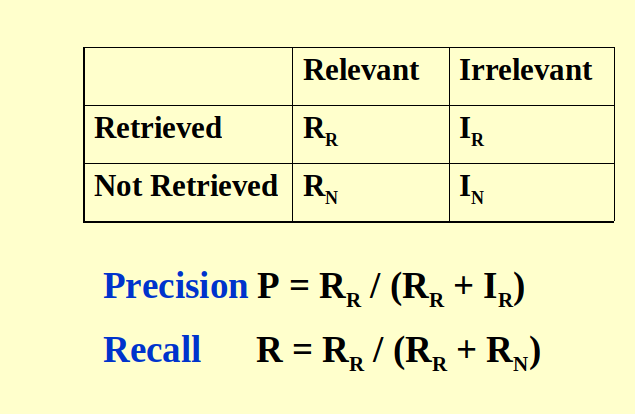 Relevant Irrelevant
Retrieved R_R I_R
Not Retrieved R_N I_N
Precision P = R_R / (R_R + I_R)
Recall R = R_R / (R_R + R_N)